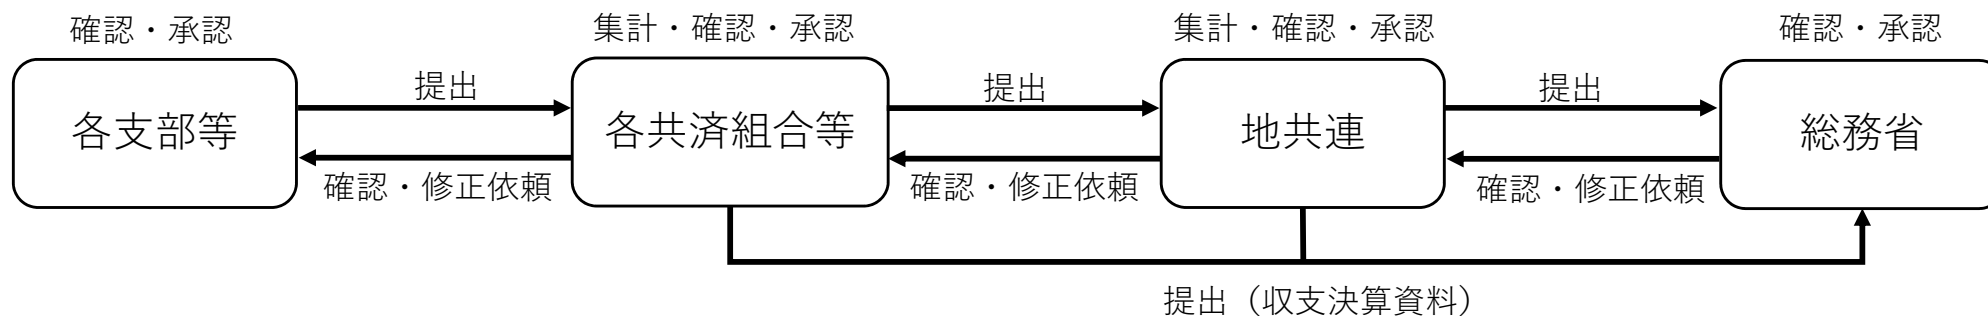 確認・承認
集計・確認・承認
集計・確認・承認
確認・承認
各支部等
提出
各共済組合等
提出
地共連
提出
総務省
確認・修正依頼
確認・修正依頼
確認・修正依頼
提出（収支決算資料）